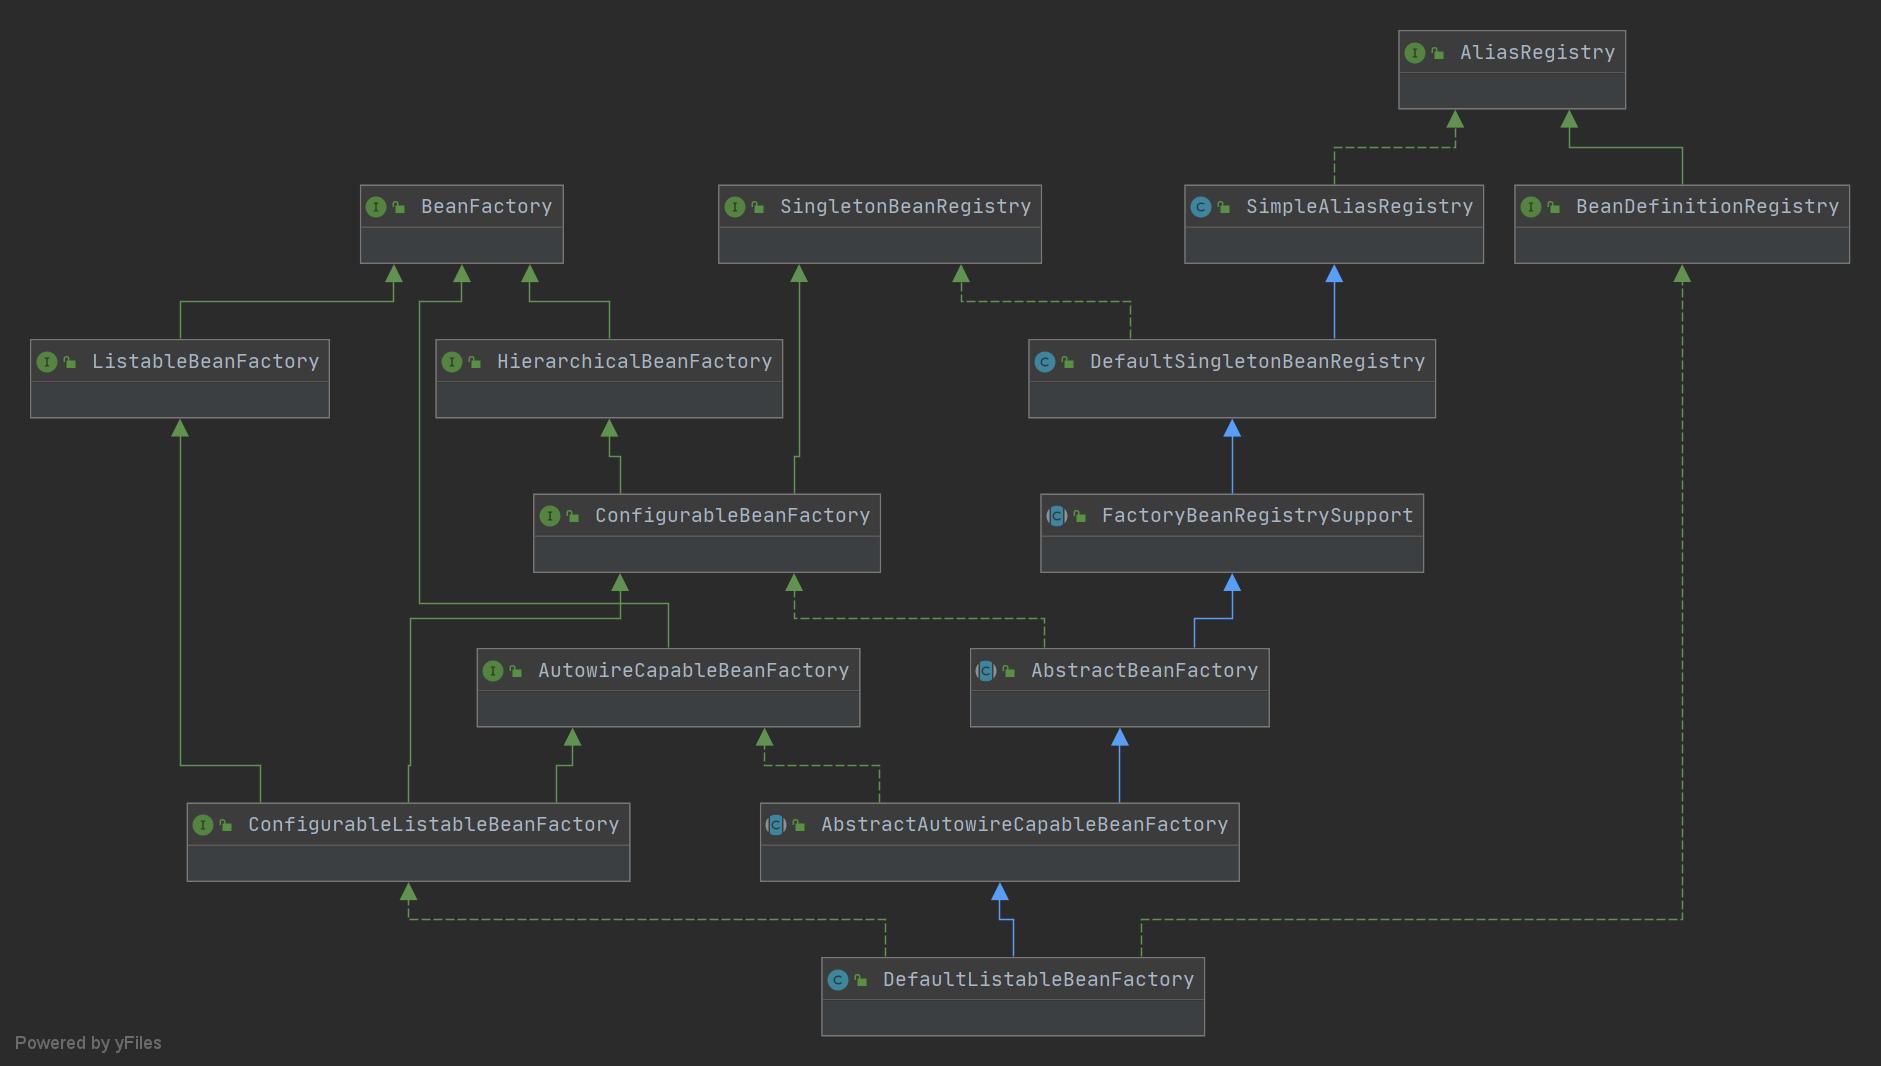 AliasRegistry
BeanFactory
SingletonBeanRegistry
SimpleAliasRegistry
BeanDefinitionRegistry
ListableBeanFactory
HierarchicalBeanFactory
DefaultSingletonBeanRegistry
ConfigurableBeanFactory
FactoryBeanRegistrySupport
AutowireCapableBeanFactory
AbstractBeanFactory
ConfigurableListableBeanFactory
AbstractAutowireCapableBeanFactory
DefaultListableBeanFactory
Powered by yFiles